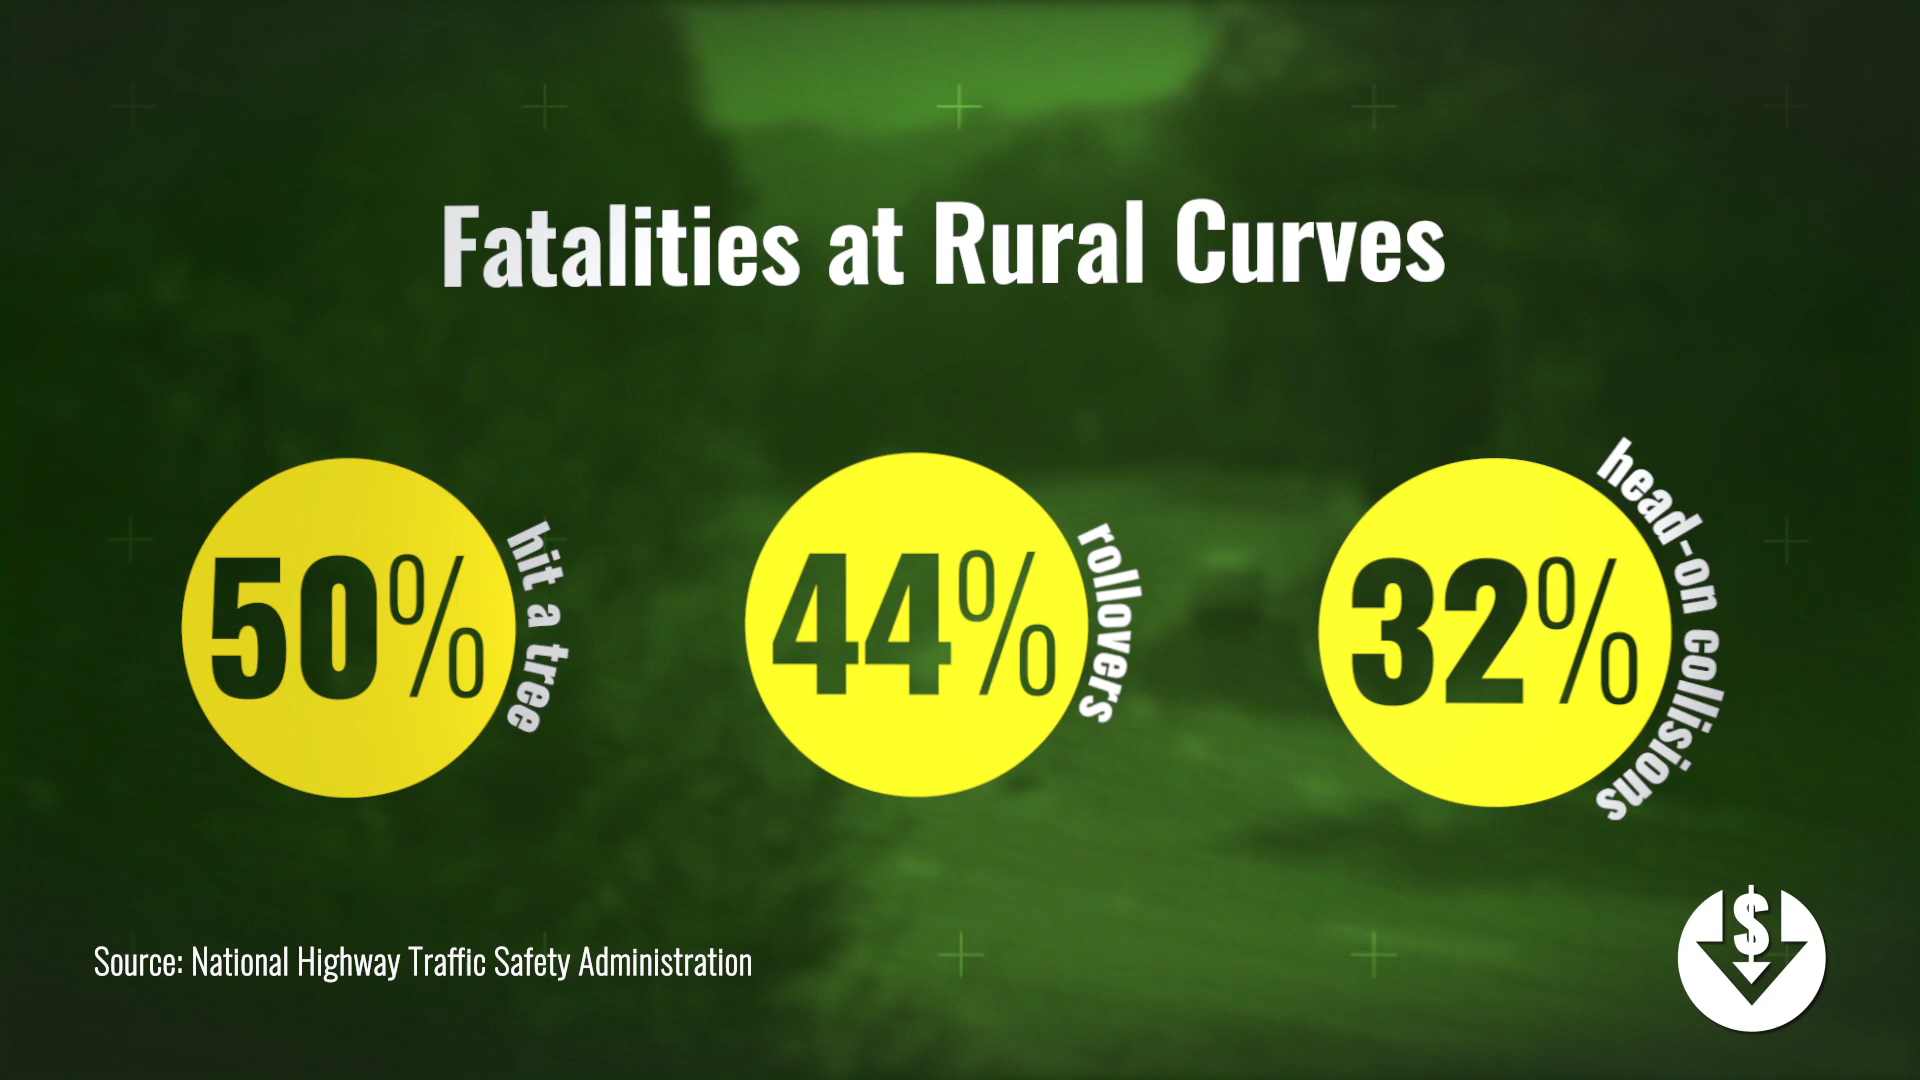 Fatalities at Rural Curves
50% hit a tree
44% rollovers
32% head-on collisions
Source: National Highway Traffic Safety Administration
$